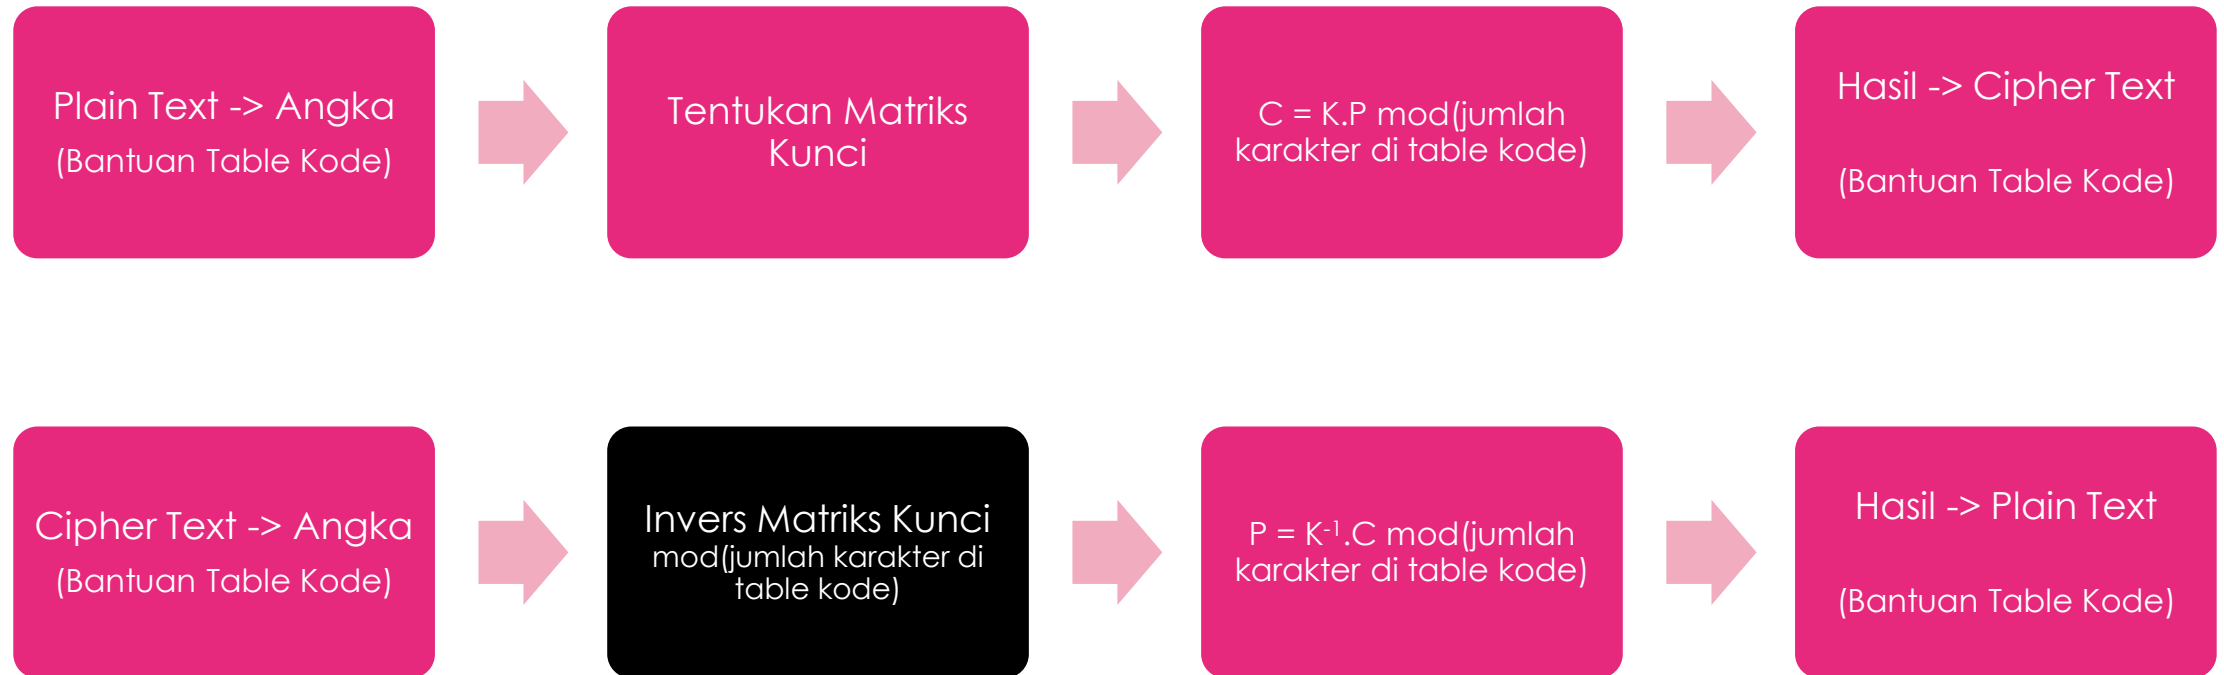 Plain Text -> Angka
(Bantuan Table Kode)
Tentukan Matriks
Kunci
C = K.P mod(jumlah
karakter di table kode)
Hasil -> Cipher Text
(Bantuan Table Kode)
Cipher Text -> Angka
(Bantuan Table Kode)
Invers Matriks Kunci
mod(jumlah karakter di
table kode)
P = K⁻¹.C mod(jumlah
karakter di table kode)
Hasil -> Plain Text
(Bantuan Table Kode)